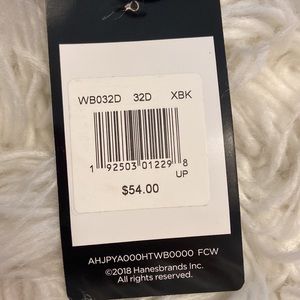 WB032D 32D XBK
1 92503 01229 8
UP
$54.00
AHJPYA000HTWB0000 FCW
©2018 Hanesbrands Inc.
All rights reserved.